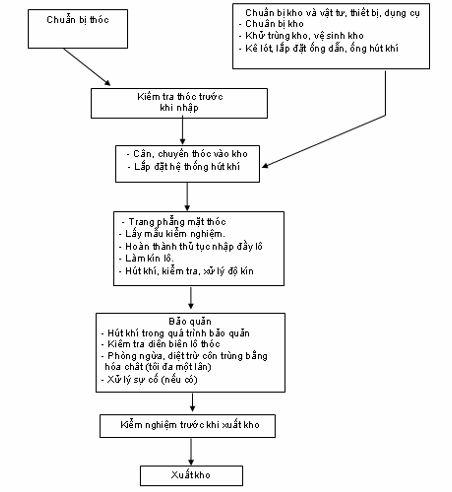 Chuẩn bị thóc
Chuẩn bị kho và vật tư, thiết bị, dụng cụ
- Chuẩn bị kho
- Khử trùng kho, vệ sinh kho
- Kê lót, lắp đặt ống dẫn, ống hút khí
Kiểm tra thóc trước
khi nhập
- Cân, chuyển thóc vào kho
- Lắp đặt hệ thống hút khí
- Trang phẳng mặt thóc
- Lấy mẫu kiểm nghiệm.
- Hoàn thành thủ tục nhập đầy lô
- Làm kín lô.
- Hút khí, kiểm tra, xử lý độ kín
Bảo quản
- Hút khí trong quá trình bảo quản
- Kiểm tra diễn biến lô thóc
- Phòng ngừa, diệt trừ côn trùng bằng
hóa chất (tối đa một lần)
- Xử lý sự cố (nếu có)
Kiểm nghiệm trước khi xuất kho
Xuất kho